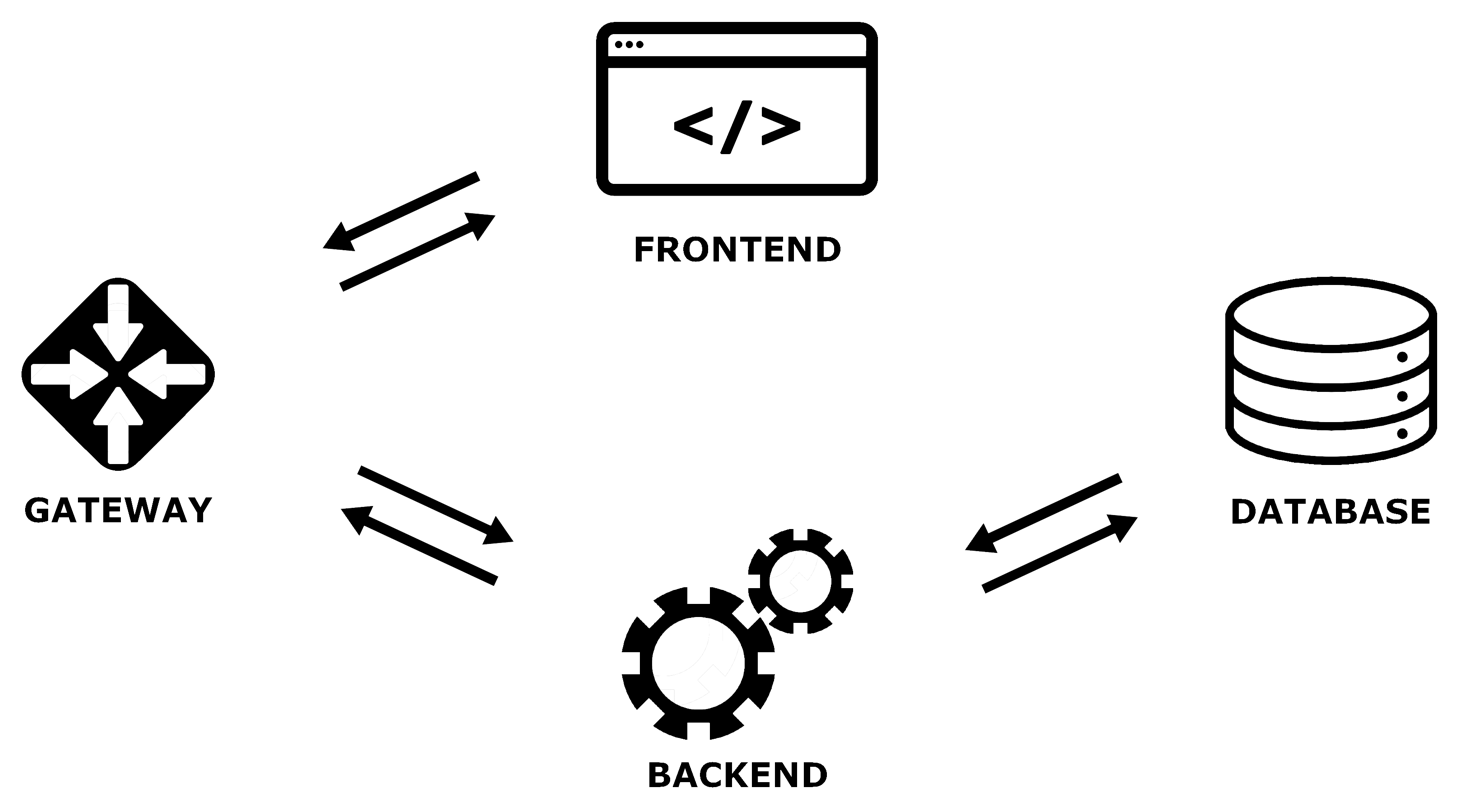 </>
FRONTEND
GATEWAY
DATABASE
BACKEND